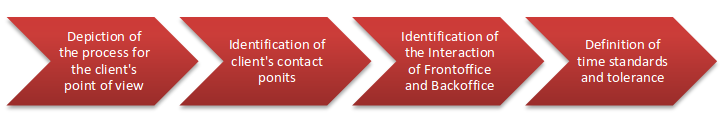 Depiction of
the process for
the client's
point of view
Identification of
client's contact
ponits
Identification of
the Interaction
of Frontoffice
and Backoffice
Definition of
time standards
and tolerance